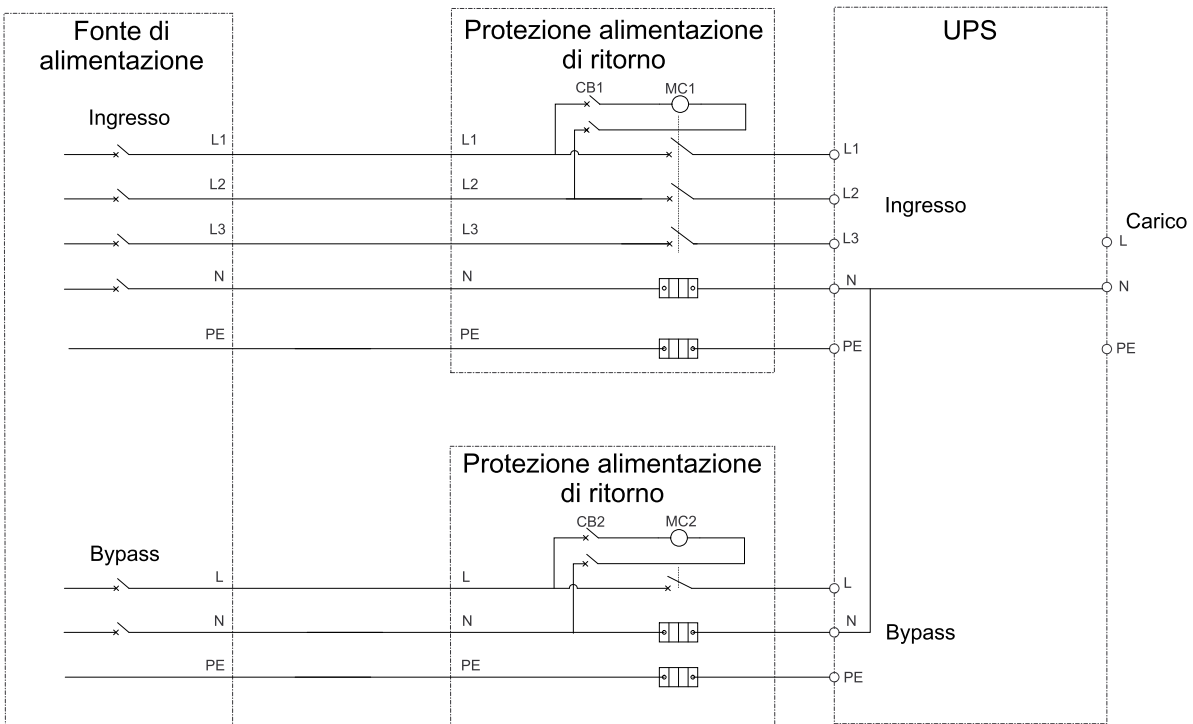 Fonte di
alimentazione
Protezione alimentazione
di ritorno
UPS
CB1
MC1
Ingresso
L1
L1
L1
L2
L2
L2
Ingresso
L3
L3
L3
Carico
L
N
N
N
N
PE
PE
PE
PE
Protezione alimentazione
di ritorno
CB2
MC2
Bypass
L
L
L
N
N
N
Bypass
PE
PE
PE